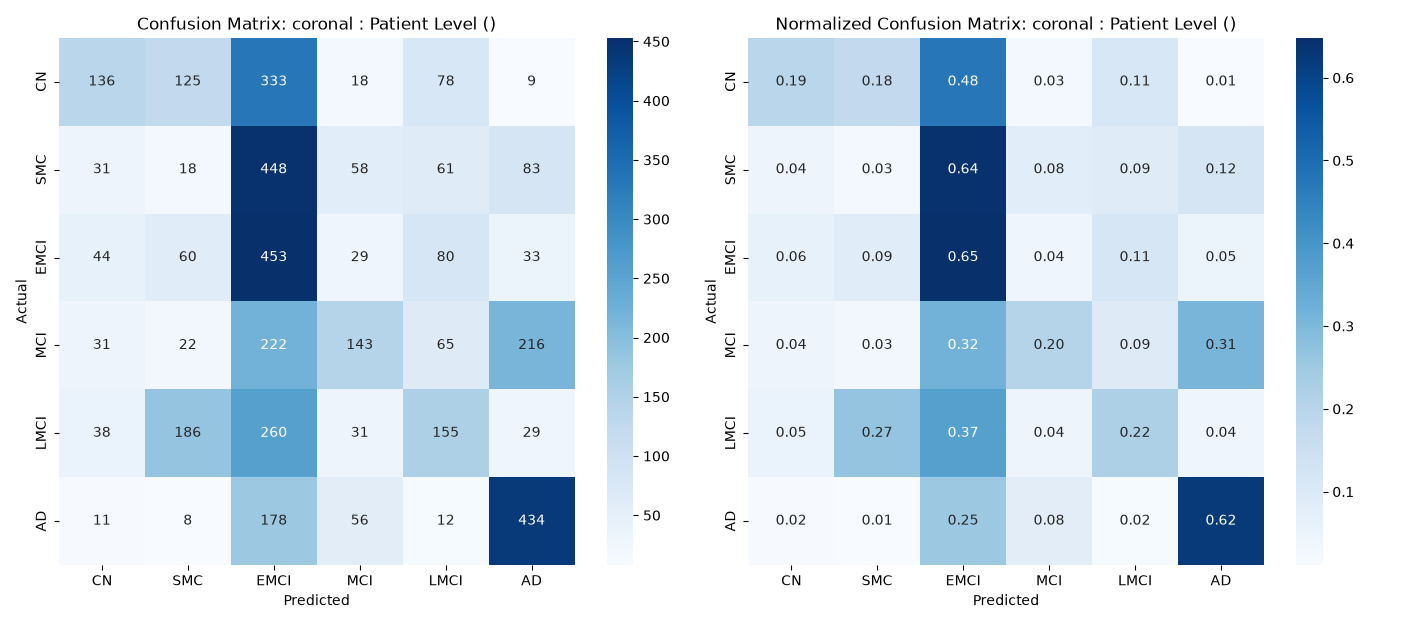 Confusion Matrix: coronal : Patient Level ()
CN 136 125 333 18 78 9
SMC 31 18 448 58 61 83
EMCI 44 60 453 29 80 33
MCI 31 22 222 143 65 216
LMCI 38 186 260 31 155 29
AD 11 8 178 56 12 434
CN SMC EMCI MCI LMCI AD
Predicted
Actual
450
400
350
300
250
200
150
100
50
Normalized Confusion Matrix: coronal : Patient Level ()
CN 0.19 0.18 0.48 0.03 0.11 0.01
SMC 0.04 0.03 0.64 0.08 0.09 0.12
EMCI 0.06 0.09 0.65 0.04 0.11 0.05
MCI 0.04 0.03 0.32 0.20 0.09 0.31
LMCI 0.05 0.27 0.37 0.04 0.22 0.04
AD 0.02 0.01 0.25 0.08 0.02 0.62
CN SMC EMCI MCI LMCI AD
Predicted
Actual
0.6
0.5
0.4
0.3
0.2
0.1